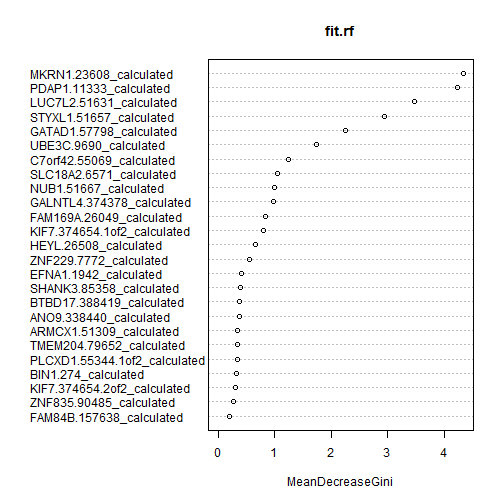 fit.rf
MKRN1.23608_calculated
PDAP1.11333_calculated
LUC7L2.51631_calculated
STYXL1.51657_calculated
GATAD1.57798_calculated
UBE3C.9690_calculated
C7orf42.55069_calculated
SLC18A2.6571_calculated
NUB1.51667_calculated
GALNTL4.374378_calculated
FAM169A.26049_calculated
KIF7.374654.1of2_calculated
HEYL.26508_calculated
ZNF229.7772_calculated
EFNA1.1942_calculated
SHANK3.85358_calculated
BTBD17.388419_calculated
ANO9.338440_calculated
ARMCX1.51309_calculated
TMEM204.79652_calculated
PLCXD1.55344.1of2_calculated
BIN1.274_calculated
KIF7.374654.2of2_calculated
ZNF835.90485_calculated
FAM84B.157638_calculated
0 1 2 3 4
MeanDecreaseGini